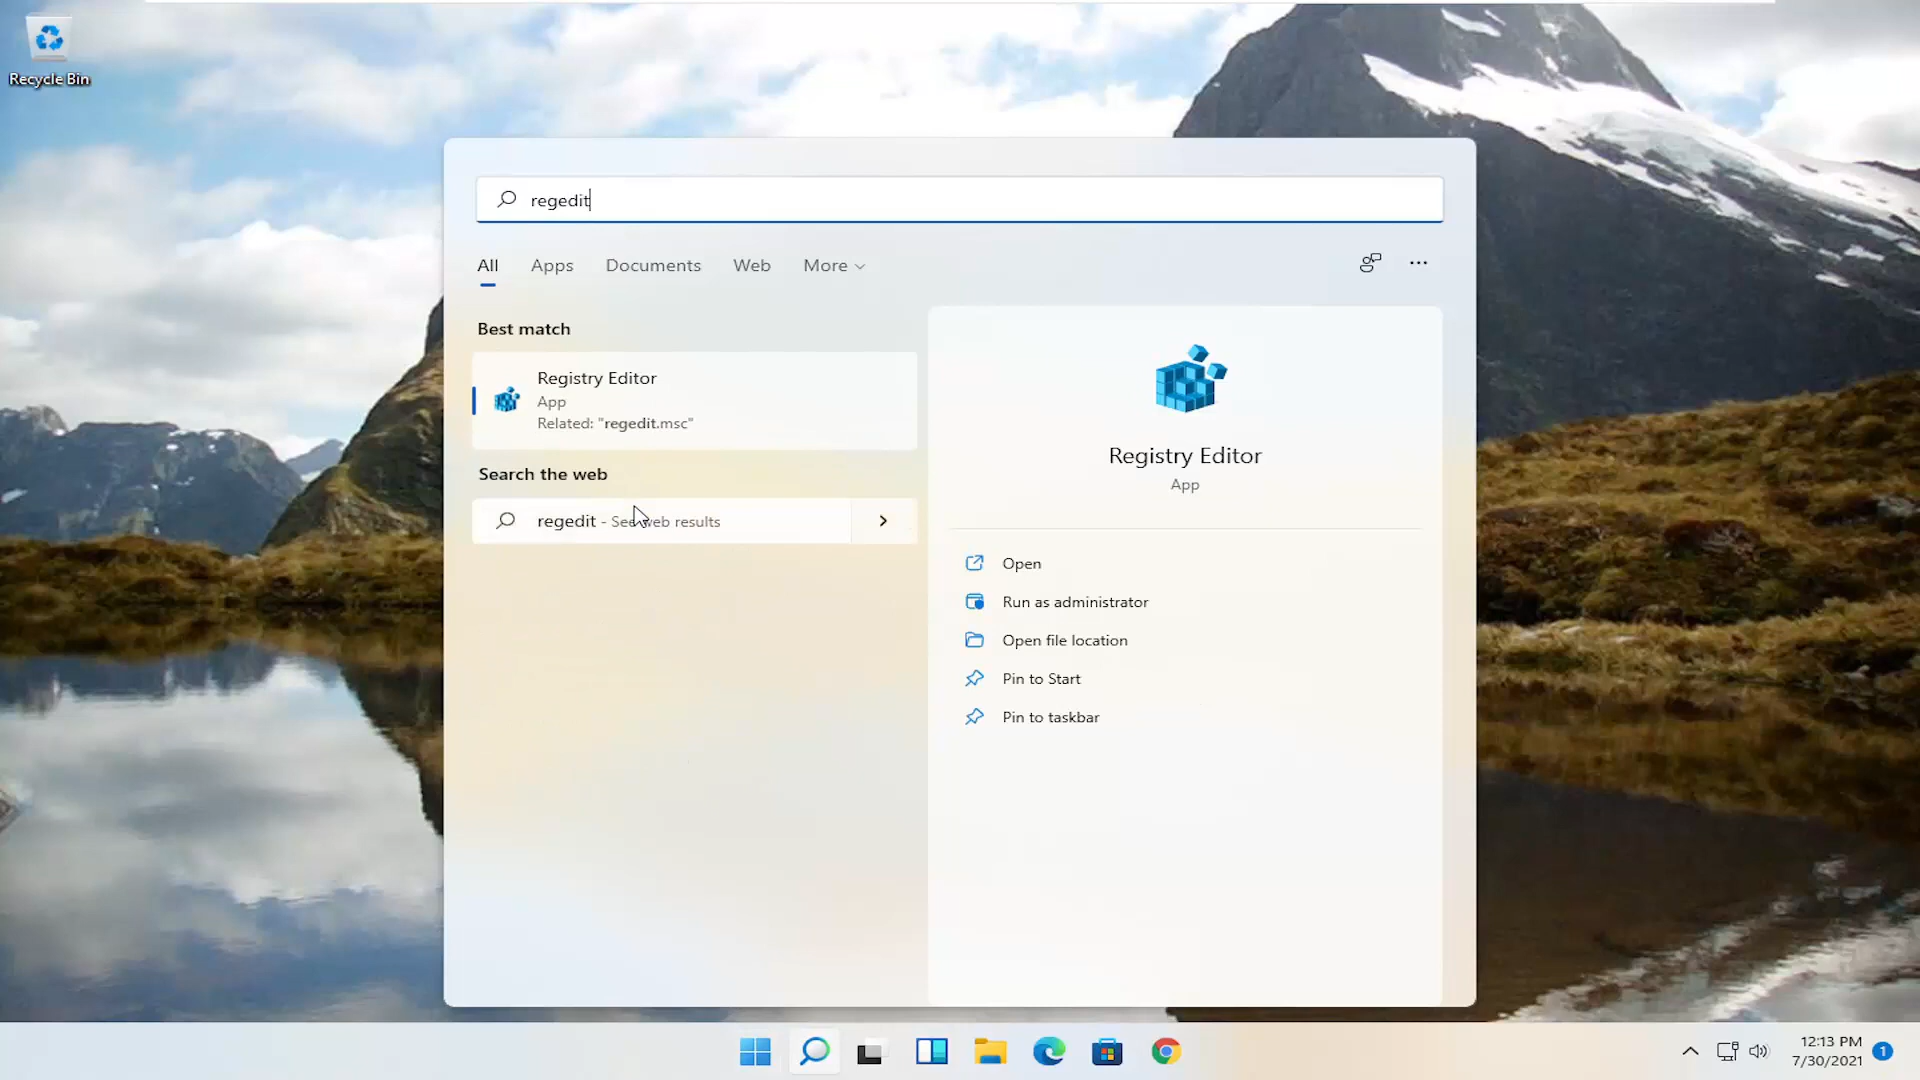 Recycle Bin
regedit
All Apps Documents Web More
Best match
Registry Editor
App
Related: "regedit.msc"
Search the web
regedit - See web results
Registry Editor
App
Open
Run as administrator
Open file location
Pin to Start
Pin to taskbar
12:13 PM
7/30/2021
1